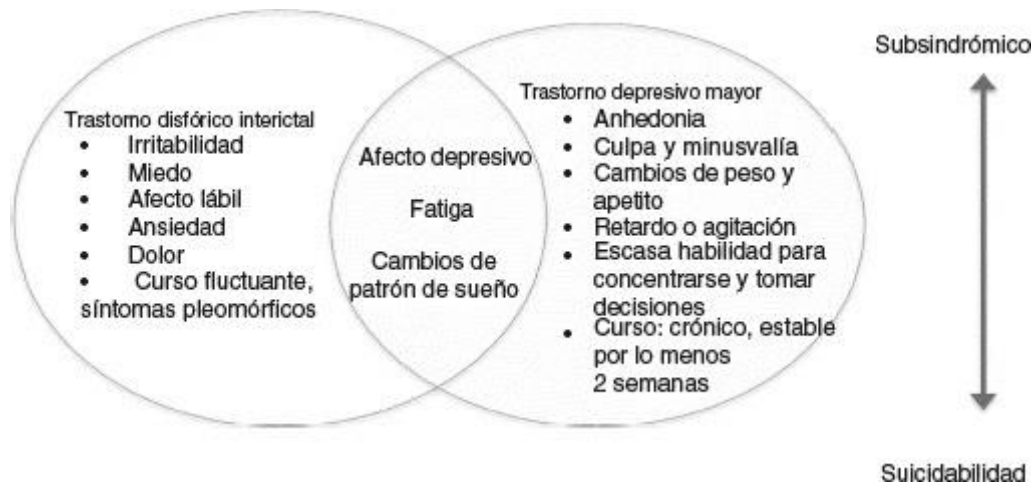 Trastorno disfórico interictal
• Irritabilidad
• Miedo
• Afecto lábil
• Ansiedad
• Dolor
• Curso fluctuante,
síntomas pleomórficos
Afecto depresivo
Fatiga
Cambios de
patrón de sueño
Trastorno depresivo mayor
• Anhedonia
• Culpa y minusvalía
• Cambios de peso y
apetito
• Retardo o agitación
• Escasa habilidad para
concentrarse y tomar
decisiones
• Curso: crónico, estable
por lo menos
2 semanas
Subsindrómico
Suicidabilidad